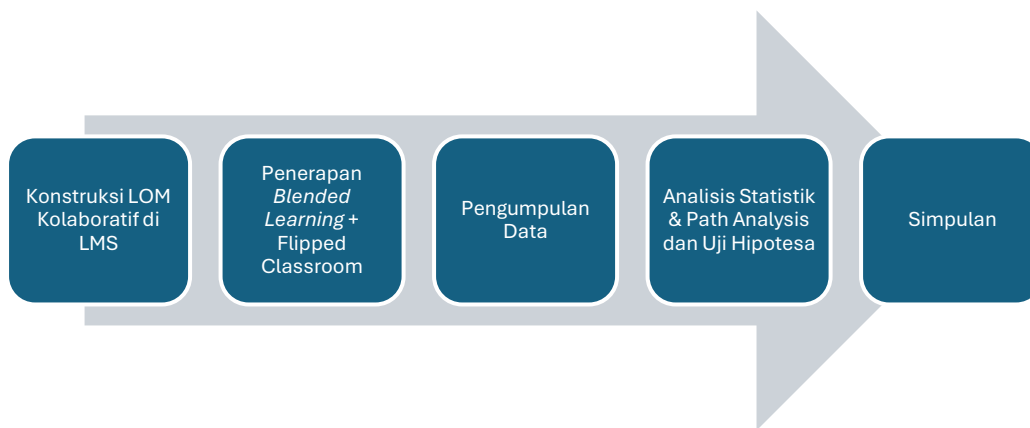 Konstruksi LOM
Kolaboratif di
LMS
Penerapan
Blended
Learning +
Flipped
Classroom
Pengumpulan
Data
Analisis Statistik
& Path Analysis
dan Uji Hipotesa
Simpulan